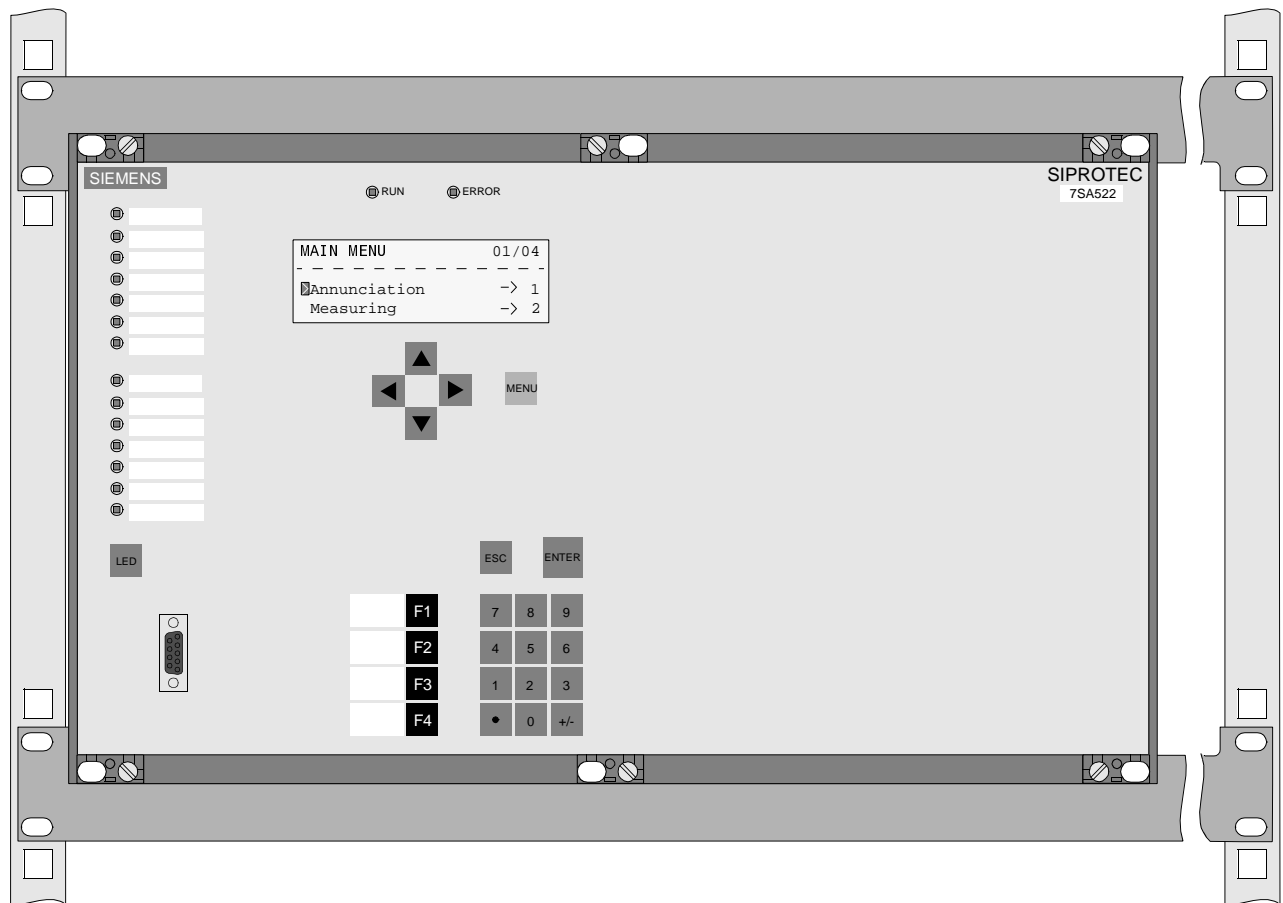 SIEMENS
SIPROTEC
7SA522
RUN ERROR
MAIN MENU 01/04
Annunciation -> 1
Measuring -> 2
MENU
LED
ESC ENTER
F1 7 8 9
F2 4 5 6
F3 1 2 3
F4 • 0 +/-